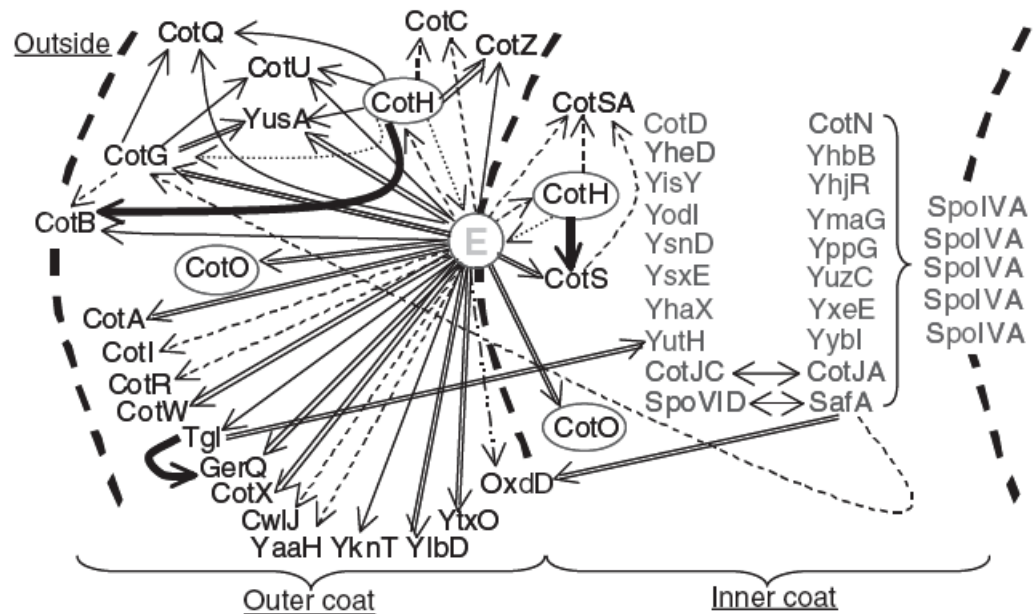 Outside
CotQ
CotC
CotZ
CotU
CotH
YusA
CotSA
CotD
CotN
CotG
YheD
YhbB
YisY
YhjR
CotH
CotB
YodI
YmaG
SpoIVA
E
YsnD
YppG
SpoIVA
CotO
CotS
YsxE
YuzC
SpoIVA
CotA
YhaX
YxeE
SpoIVA
CotI
YutH
YybI
SpoIVA
CotR
CotJC
CotJA
CotW
SpoVID
SafA
Tgl
CotO
GerQ
CotX
OxdD
CwlJ
YtxO
YaaH
YknT
YlbD
Outer coat
Inner coat